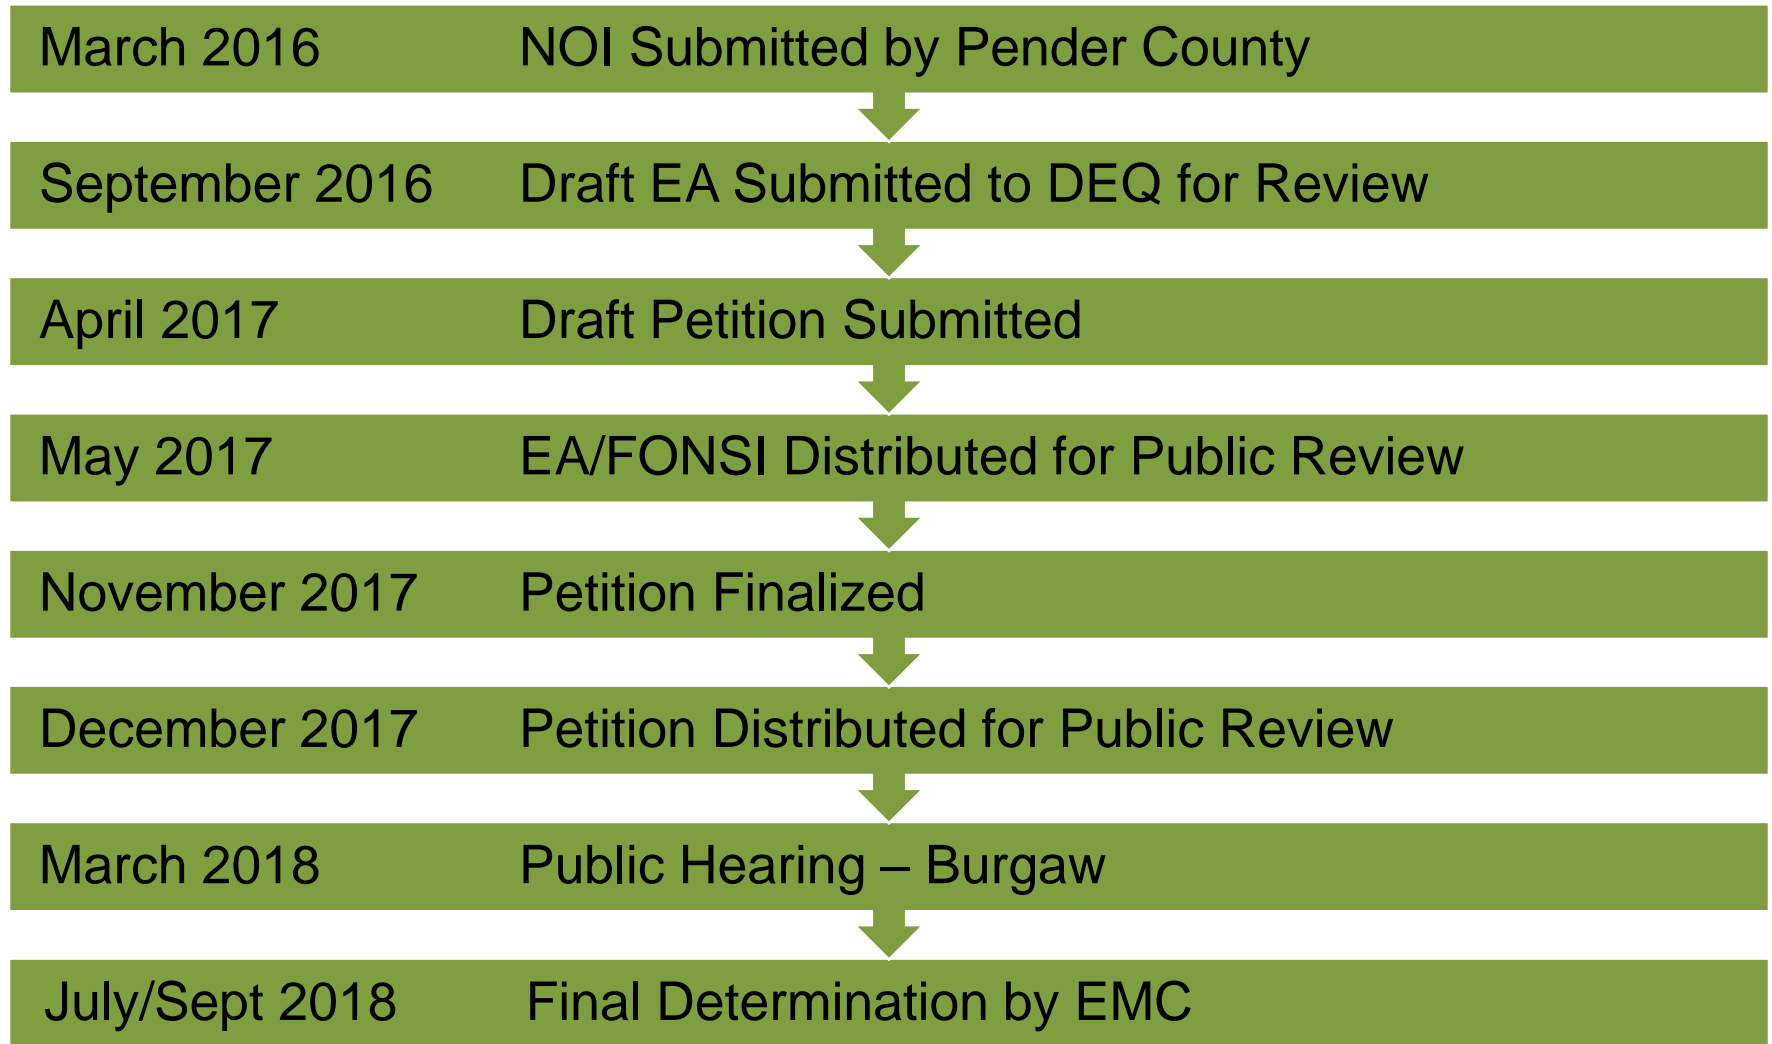 March 2016 NOI Submitted by Pender County
September 2016 Draft EA Submitted to DEQ for Review
April 2017 Draft Petition Submitted
May 2017 EA/FONSI Distributed for Public Review
November 2017 Petition Finalized
December 2017 Petition Distributed for Public Review
March 2018 Public Hearing – Burgaw
July/Sept 2018 Final Determination by EMC